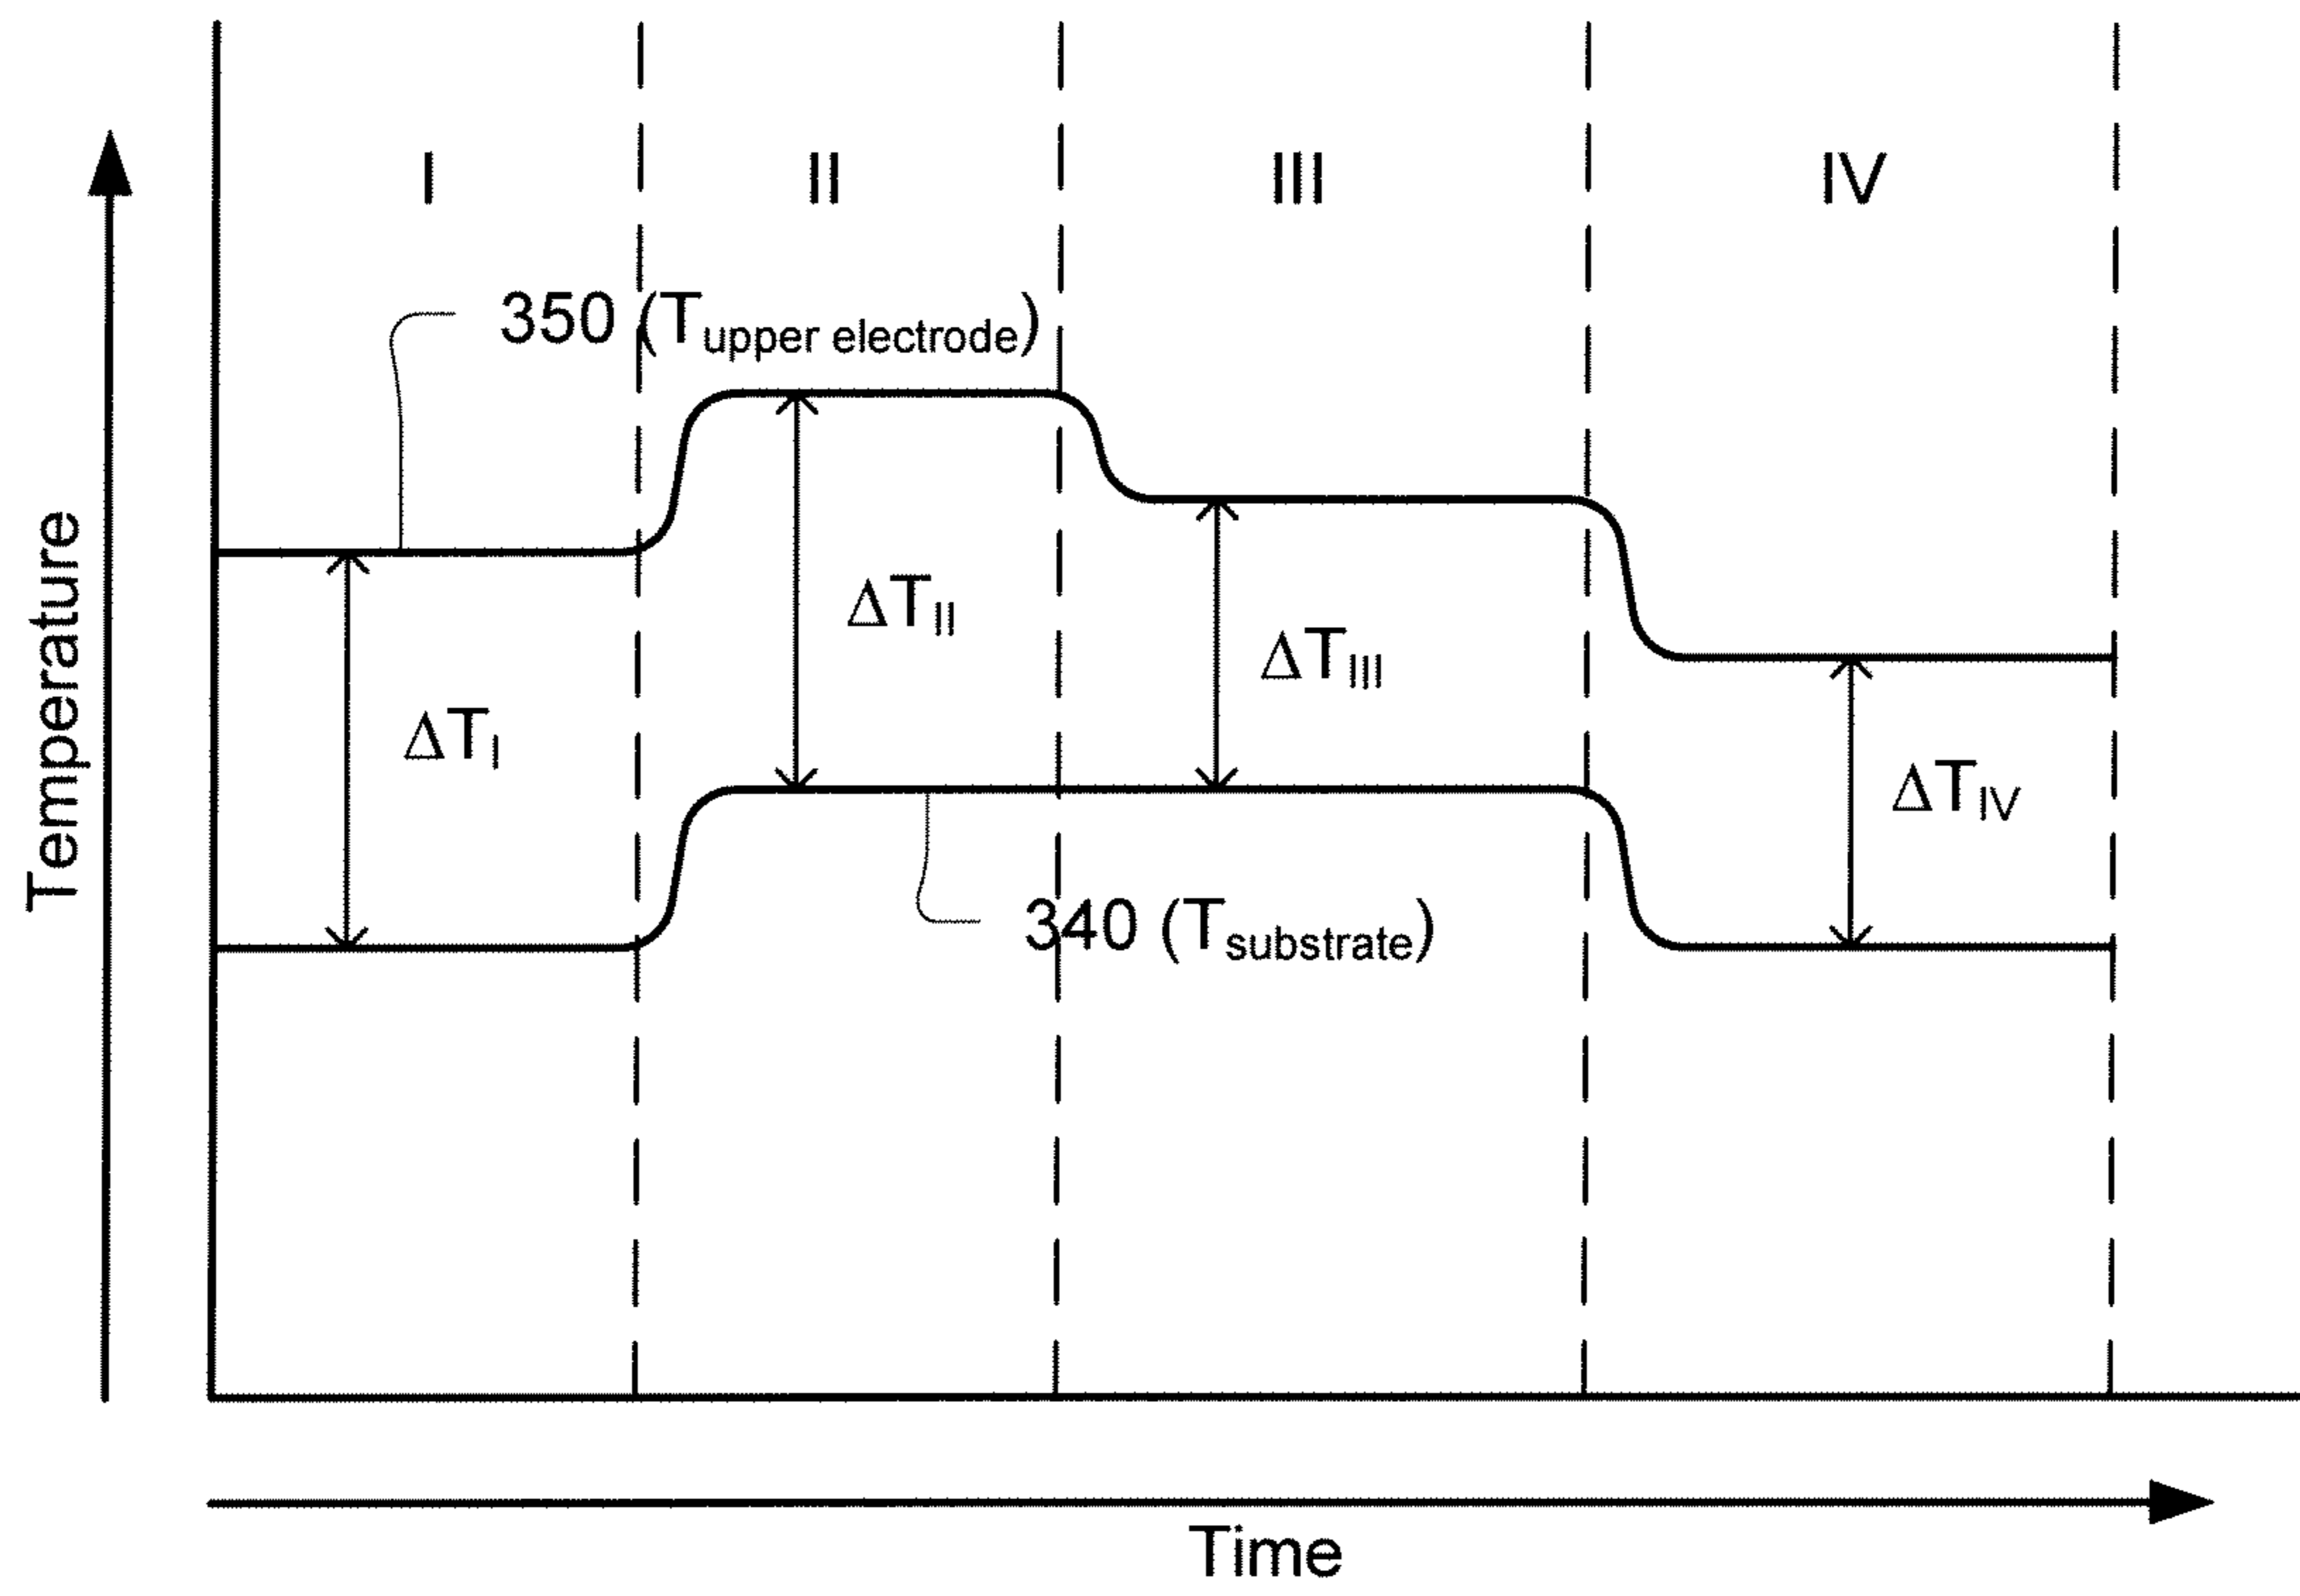 I
II
III
IV
350 (Tupper electrode)
ΔTI
ΔTII
ΔTIII
ΔTIV
340 (Tsubstrate)
Temperature
Time